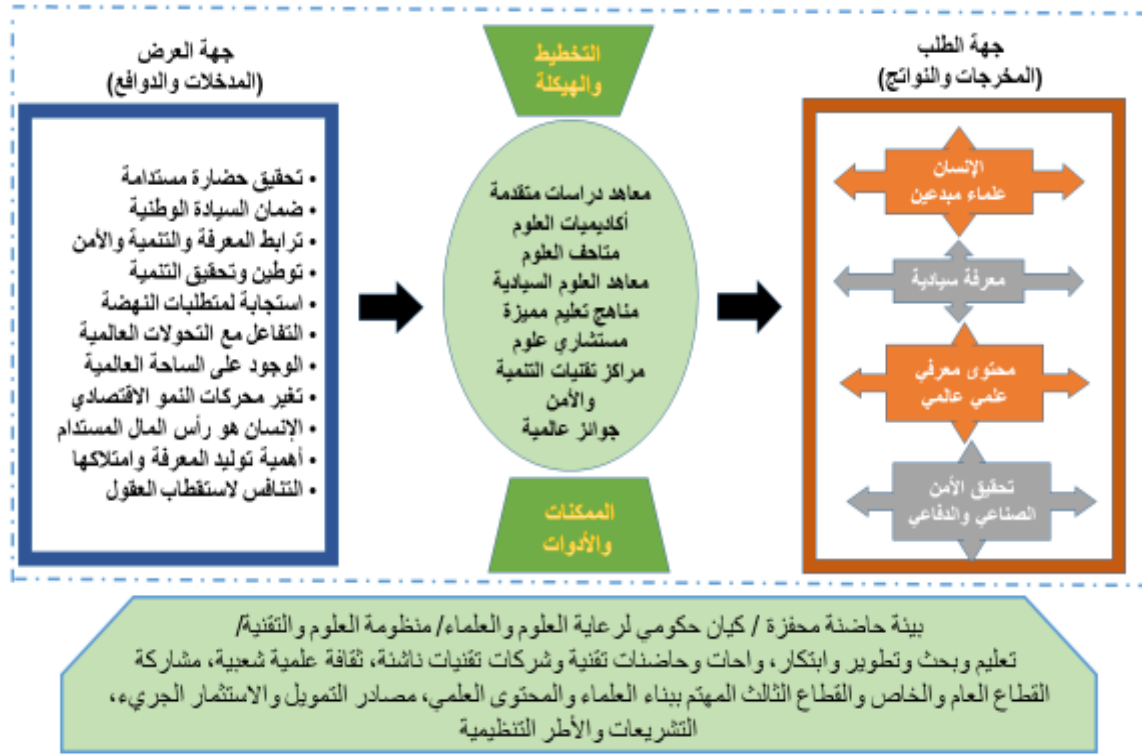 جهة العرض
(المدخلات والدوافع)
• تحقيق حضارة مستدامة
• ضمان السيادة الوطنية
• ترابط المعرفة والتنمية والأمن
• توطين وتحقيق التنمية
• استجابة لمتطلبات النهضة
• التفاعل مع التحولات العالمية
• الوجود على الساحة العالمية
• تغير محركات النمو الاقتصادي
• الإنسان هو رأس المال المستدام
• أهمية توليد المعرفة وامتلاكها
• التنافس لاستقطاب العقول
التخطيط
والهيكلة
معاهد دراسات متقدمة
أكاديميات العلوم
متاحف العلوم
معاهد العلوم السيادية
مناهج تعليم مميزة
مستشاري علوم
مراكز تقنيات التنمية
والأمن
جوائز عالمية
الممكنات
والأدوات
جهة الطلب
(المخرجات والنواتج)
الإنسان
علماء مبدعين
معرفة سيادية
محتوى معرفي
علمي عالمي
تحقيق الأمن
الصناعي والدفاعي
بيئة حاضنة محفزة / كيان حكومي لرعاية العلوم والعلماء/ منظومة العلوم والتقنية/
تعليم وبحث وتطوير وابتكار، واحات وحاضنات تقنية وشركات تقنيات ناشئة، ثقافة علمية شعبية، مشاركة
القطاع العام والخاص والقطاع الثالث المهتم ببناء العلماء والمحتوى العلمي، مصادر التمويل والاستثمار الجريء،
التشريعات والأطر التنظيمية